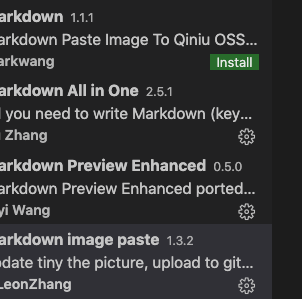 arkdown 1.1.1
arkdown Paste Image To Qiniu OSS...
arkwang Install
arkdown All in One 2.5.1
l you need to write Markdown (key...
Zhang
arkdown Preview Enhanced 0.5.0
arkdown Preview Enhanced ported...
yi Wang
arkdown image paste 1.3.2
date tiny the picture, upload to git...
LeonZhang